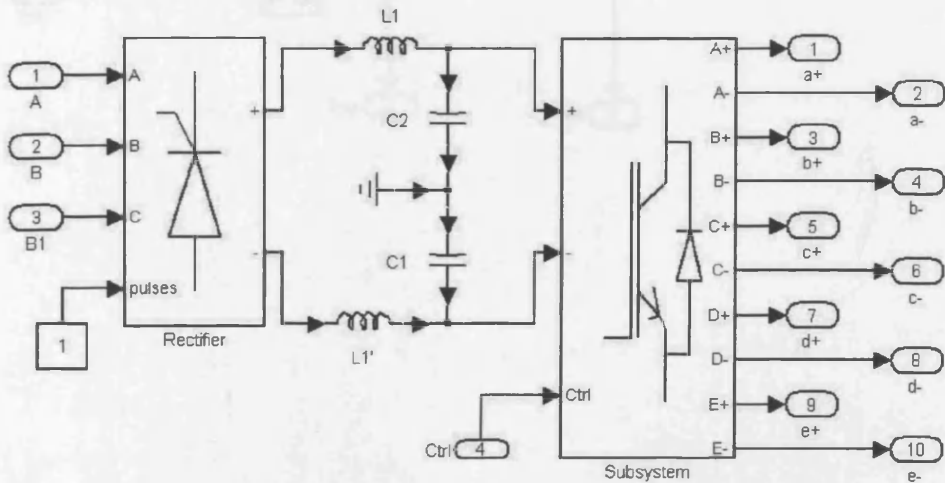 L1
1
A
2
B
3
B1
1
A
B
C
pulses
+
-
Rectifier
C2
C1
L1'
Ctrl
4
+
-
Ctrl
Subsystem
A+
A-
B+
B-
C+
C-
D+
D-
E+
E-
1
a+
2
a-
3
b+
4
b-
5
c+
6
c-
7
d+
8
d-
9
e+
10
e-